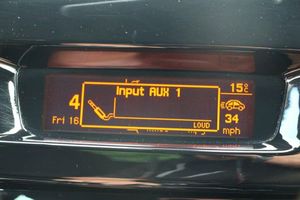 Input AUX 1
15°C
4
Fri 16
34
mph
LOUD